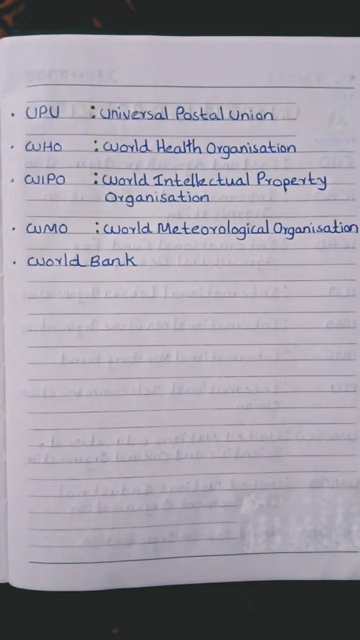 • UPU : Universal Postal Union
• WHO : World Health Organisation
• WIPO : World Intellectual Property
Organisation
• WMO : World Meteorological Organisation
• World Bank